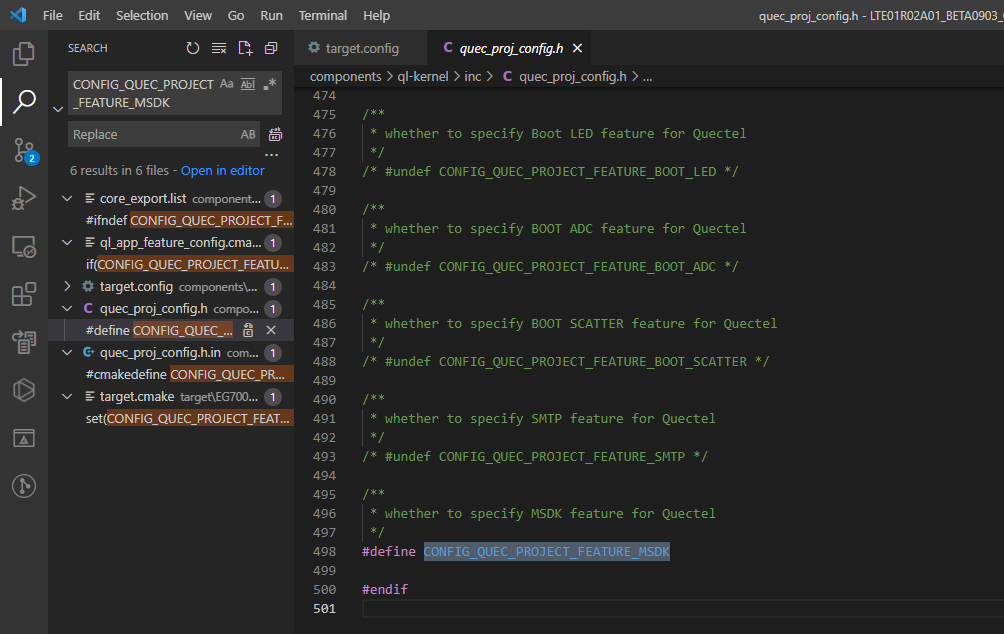 File Edit Selection View Go Run Terminal Help quec_proj_config.h - LTE01R02A01_BETA0903_
SEARCH
CONFIG_QUEC_PROJECT
_FEATURE_MSDK
Aa Abl .*
Replace AB
...
6 results in 6 files - Open in editor
core_export.list component... 1
#ifndef CONFIG_QUEC_PROJECT_F...
ql_app_feature_config.cma... 1
if(CONFIG_QUEC_PROJECT_FEATU...
target.config components\... 1
C quec_proj_config.h compo... 1
#define CONFIG_QUEC_...
quec_proj_config.h.in com... 1
#cmakedefine CONFIG_QUEC_PR...
target.cmake target\EG700... 1
set(CONFIG_QUEC_PROJECT_FEAT...
2
target.config
C quec_proj_config.h
components > ql-kernel > inc > C quec_proj_config.h > ...
474
475 /**
476 * whether to specify Boot LED feature for Quectel
477 */
478 /* #undef CONFIG_QUEC_PROJECT_FEATURE_BOOT_LED */
479
480 /**
481 * whether to specify BOOT ADC feature for Quectel
482 */
483 /* #undef CONFIG_QUEC_PROJECT_FEATURE_BOOT_ADC */
484
485 /**
486 * whether to specify BOOT SCATTER feature for Quectel
487 */
488 /* #undef CONFIG_QUEC_PROJECT_FEATURE_BOOT_SCATTER */
489
490 /**
491 * whether to specify SMTP feature for Quectel
492 */
493 /* #undef CONFIG_QUEC_PROJECT_FEATURE_SMTP */
494
495 /**
496 * whether to specify MSDK feature for Quectel
497 */
498 #define CONFIG_QUEC_PROJECT_FEATURE_MSDK
499
500 #endif
501